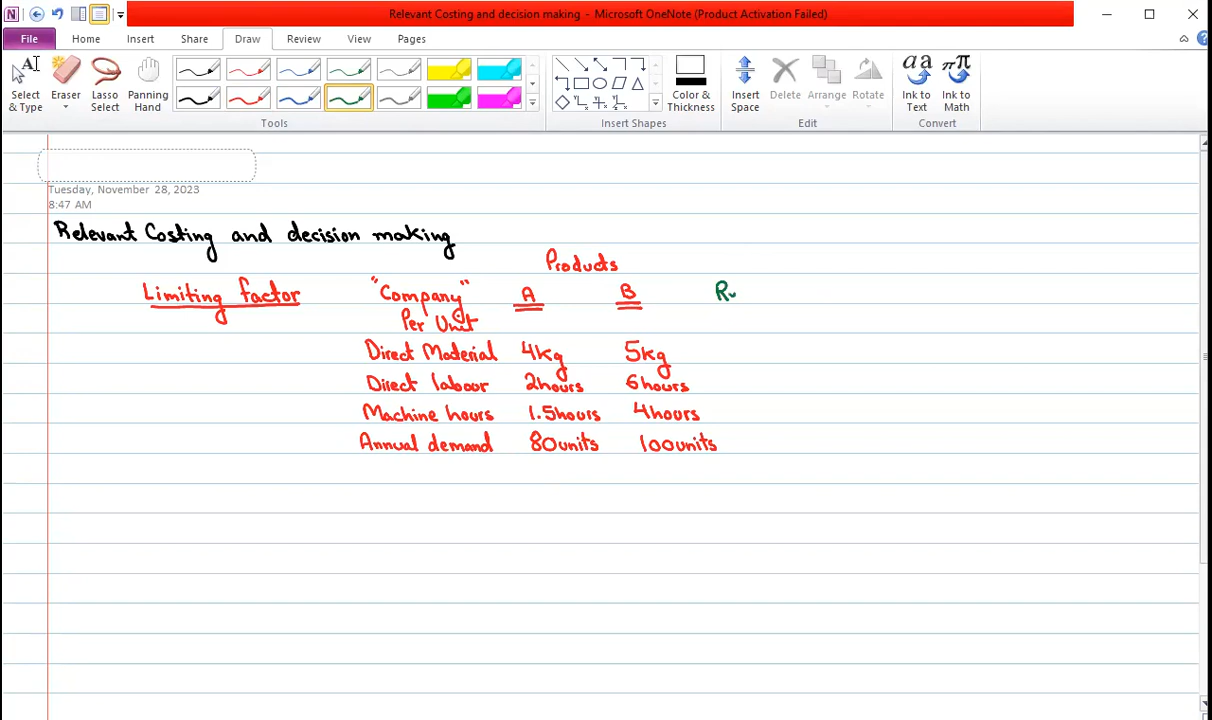 Relevant Costing and decision making - Microsoft OneNote (Product Activation Failed)
File Home Insert Share Draw Review View Pages
Select & Type Eraser Lasso Select Panning Hand Color & Thickness Insert Space Delete Arrange Rotate Ink to Text Ink to Math
Tools Insert Shapes Edit Convert
Tuesday, November 28, 2023
8:47 AM
Relevant Costing and decision making
Products
Limiting factor "Company" A B
Per Unit
Direct Material 4kg 5kg
Direct labour 2hours 6hours
Machine hours 1.5hours 4hours
Annual demand 80units 100units